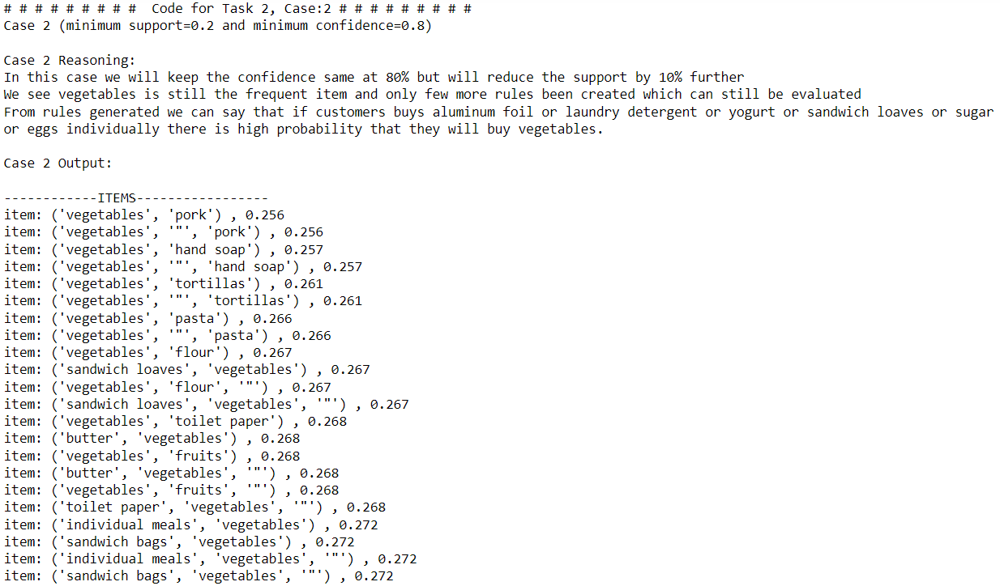 # # # # # # # # #  Code for Task 2, Case:2 # # # # # # # # #
Case 2 (minimum support=0.2 and minimum confidence=0.8)
Case 2 Reasoning:
In this case we will keep the confidence same at 80% but will reduce the support by 10% further
We see vegetables is still the frequent item and only few more rules been created which can still be evaluated
From rules generated we can say that if customers buys aluminum foil or laundry detergent or yogurt or sandwich loaves or sugar
or eggs individually there is high probability that they will buy vegetables.
Case 2 Output:
------------ITEMS-----------------
item: ('vegetables', 'pork') , 0.256
item: ('vegetables', '"', 'pork') , 0.256
item: ('vegetables', 'hand soap') , 0.257
item: ('vegetables', '"', 'hand soap') , 0.257
item: ('vegetables', 'tortillas') , 0.261
item: ('vegetables', '"', 'tortillas') , 0.261
item: ('vegetables', 'pasta') , 0.266
item: ('vegetables', '"', 'pasta') , 0.266
item: ('vegetables', 'flour') , 0.267
item: ('sandwich loaves', 'vegetables') , 0.267
item: ('vegetables', 'flour', '"') , 0.267
item: ('sandwich loaves', 'vegetables', '"') , 0.267
item: ('vegetables', 'toilet paper') , 0.268
item: ('butter', 'vegetables') , 0.268
item: ('vegetables', 'fruits') , 0.268
item: ('butter', 'vegetables', '"') , 0.268
item: ('vegetables', 'fruits', '"') , 0.268
item: ('toilet paper', 'vegetables', '"') , 0.268
item: ('individual meals', 'vegetables') , 0.272
item: ('sandwich bags', 'vegetables') , 0.272
item: ('individual meals', 'vegetables', '"') , 0.272
item: ('sandwich bags', 'vegetables', '"') , 0.272